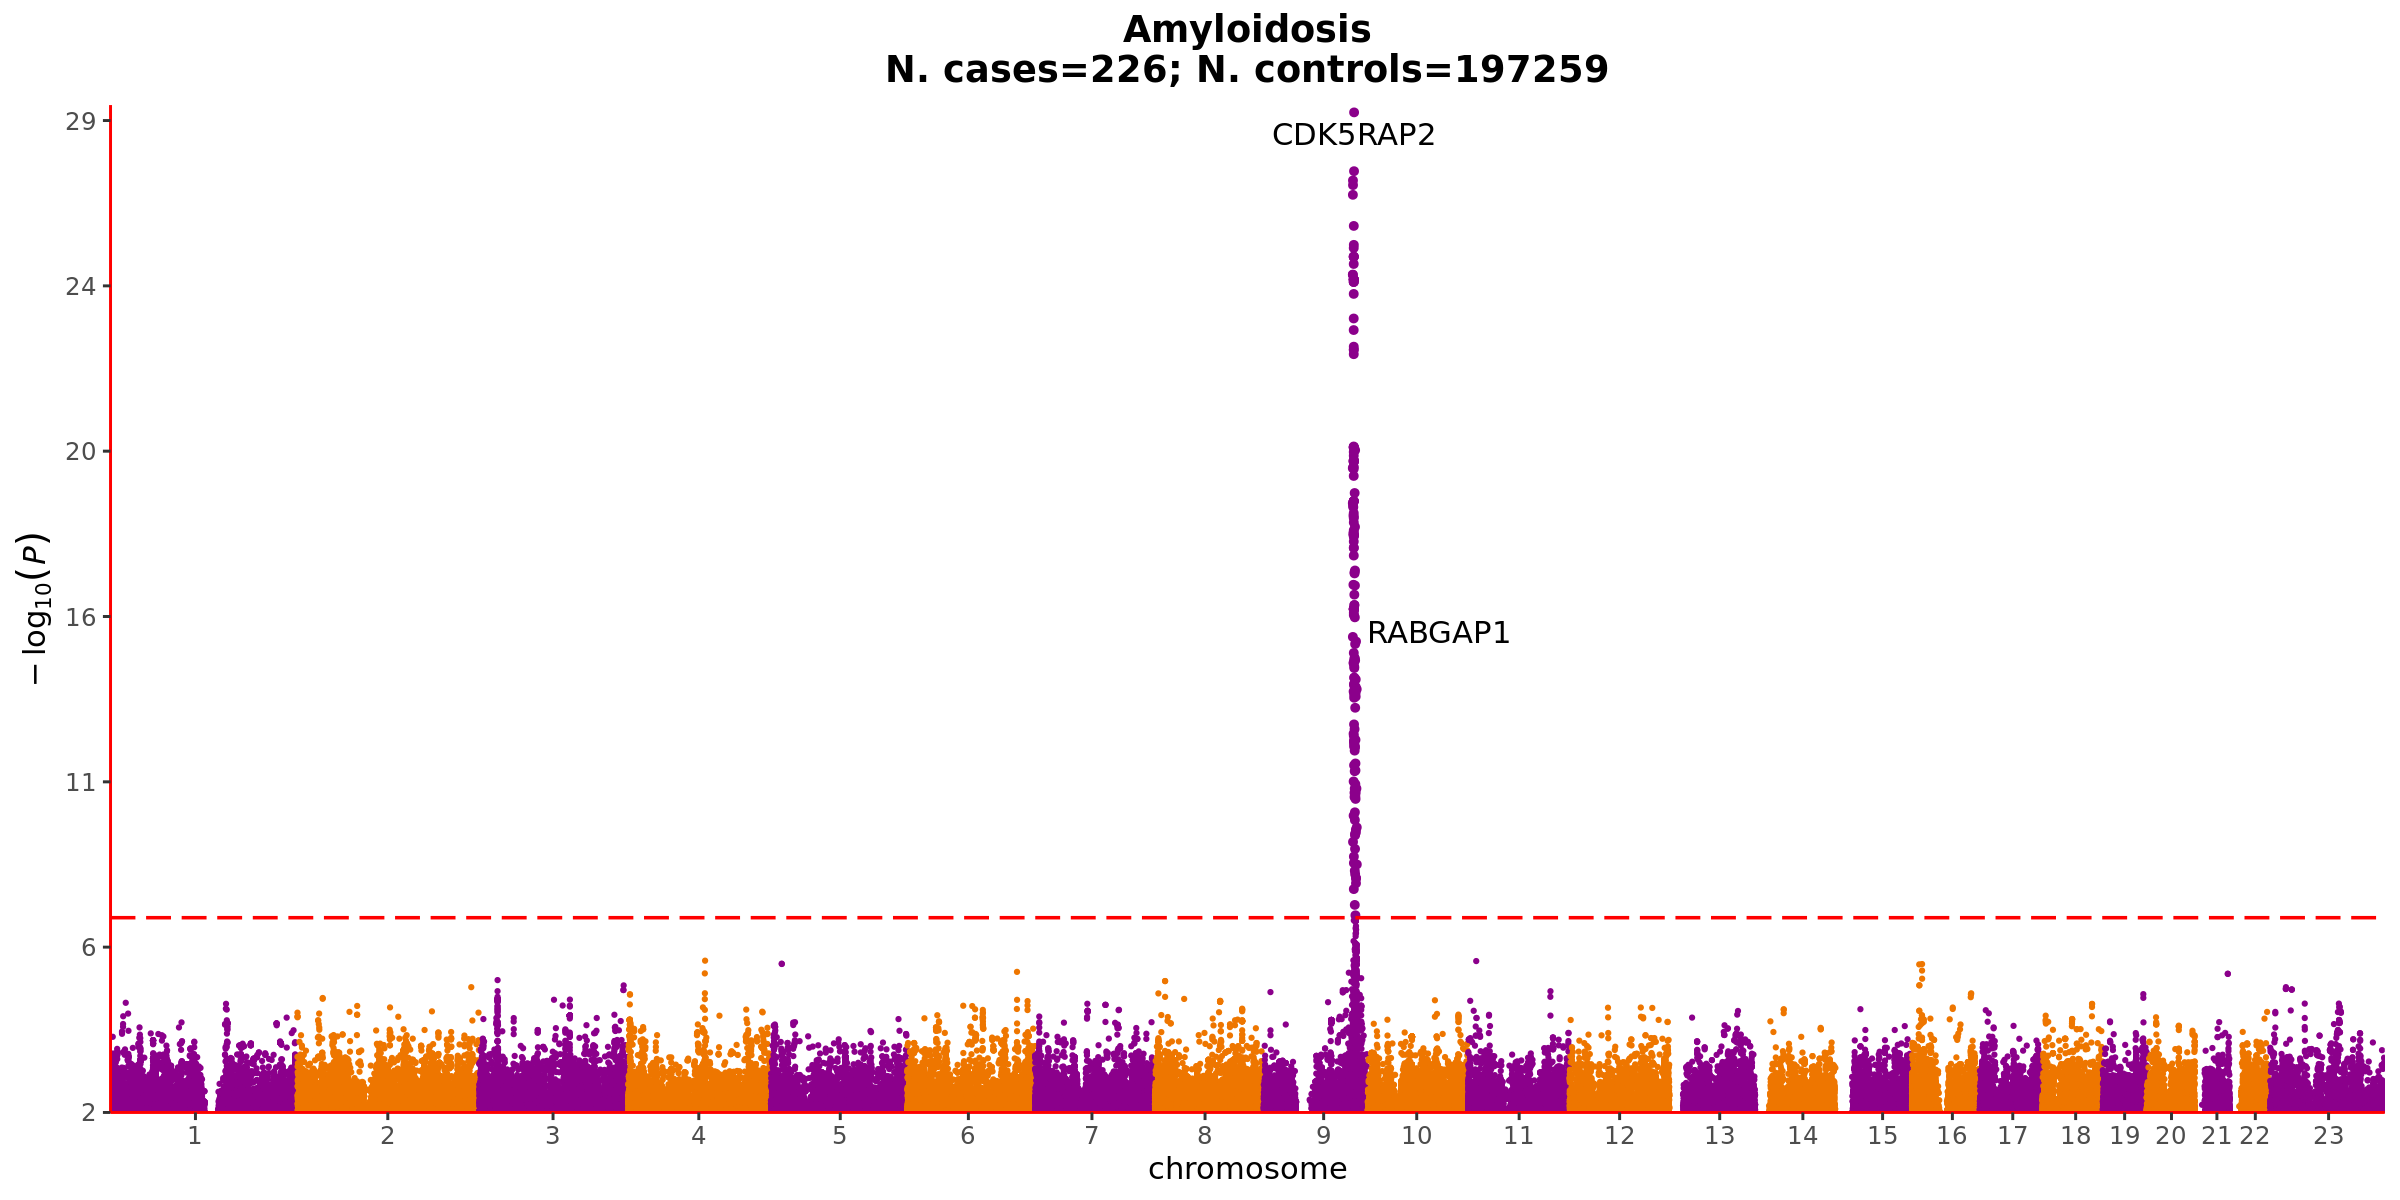 Amyloidosis
N. cases=226; N. controls=197259
29
CDK5RAP2
24
20
16
RABGAP1
11
6
2
−log10(P)
1 2 3 4 5 6 7 8 9 10 11 12 13 14 15 16 17 18 19 20 21 22 23
chromosome